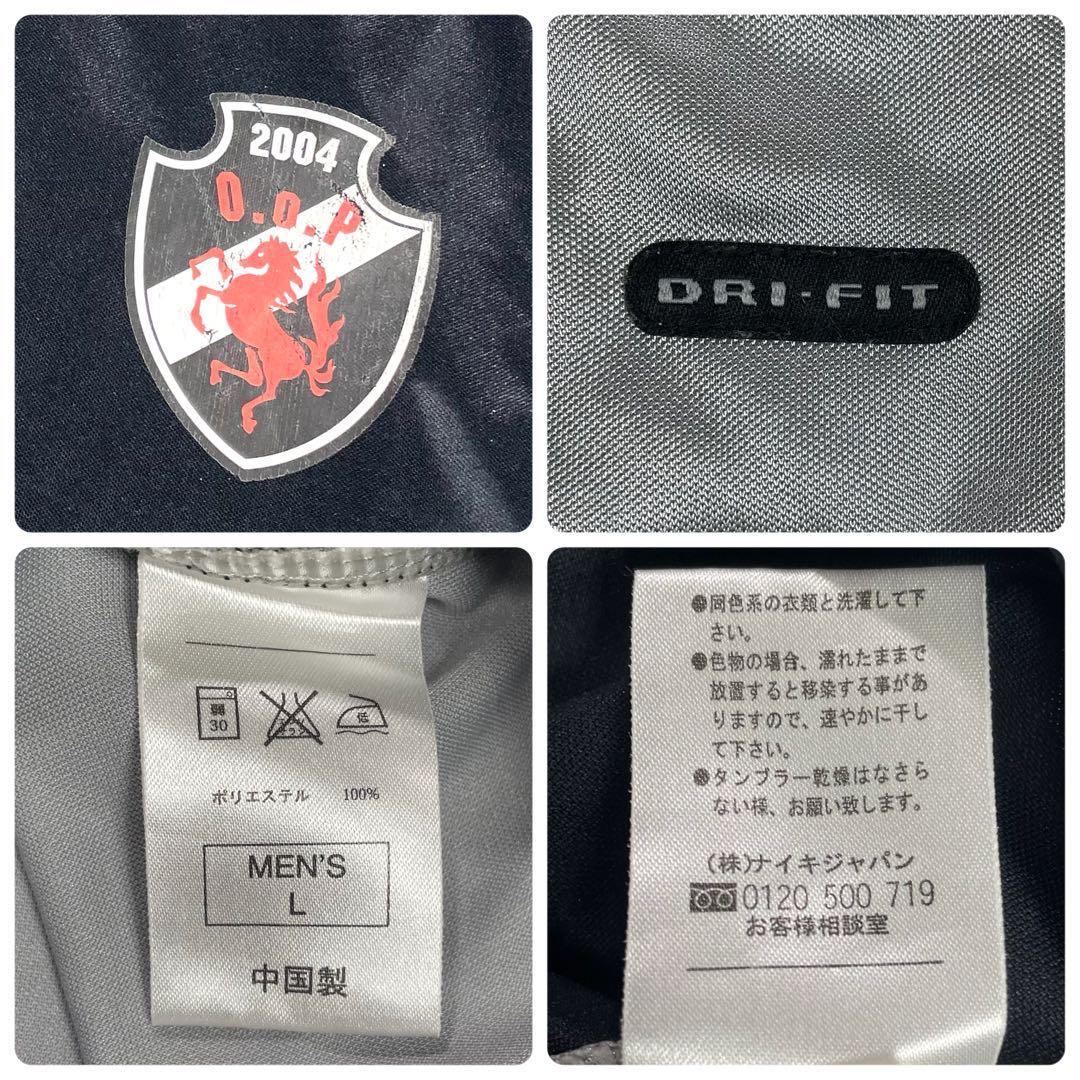 2004
O.o.P
DRI-FIT
弱
30
低
ポリエステル 100%
MEN'S
L
中国製
●同色系の衣類と洗濯して下
さい。
●色物の場合、濡れたままで
放置すると移染する事があ
りますので、速やかに干し
て下さい。
●タンブラー乾燥はなさら
ない様、お願い致します。
(株)ナイキジャパン
0120 500 719
お客様相談室